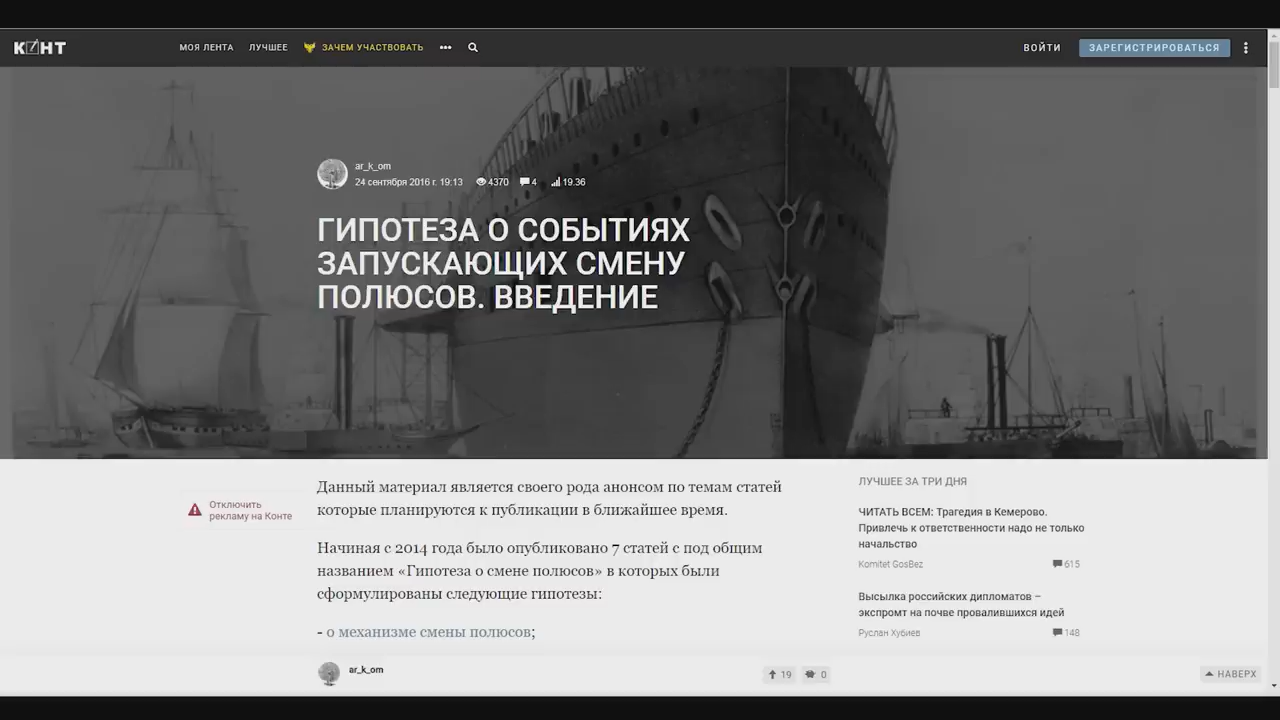 КОНТ
МОЯ ЛЕНТА
ЛУЧШЕЕ
ЗАЧЕМ УЧАСТВОВАТЬ
•••
ВОЙТИ
ЗАРЕГИСТРИРОВАТЬСЯ
ar_k_om
24 сентября 2016 г. 19:13 4370 4 19.36
ГИПОТЕЗА О СОБЫТИЯХ
ЗАПУСКАЮЩИХ СМЕНУ
ПОЛЮСОВ. ВВЕДЕНИЕ
Отключить
рекламу на Конте
Данный материал является своего рода анонсом по темам статей
которые планируются к публикации в ближайшее время.
Начиная с 2014 года было опубликовано 7 статей с под общим
названием «Гипотеза о смене полюсов» в которых были
сформулированы следующие гипотезы:
- о механизме смены полюсов;
ЛУЧШЕЕ ЗА ТРИ ДНЯ
ЧИТАТЬ ВСЕМ: Трагедия в Кемерово.
Привлечь к ответственности надо не только
начальство
Komitet GosBez 615
Высылка российских дипломатов –
экспромт на почве провалившихся идей
Руслан Хубиев 148
ar_k_om
19 0
НАВЕРХ